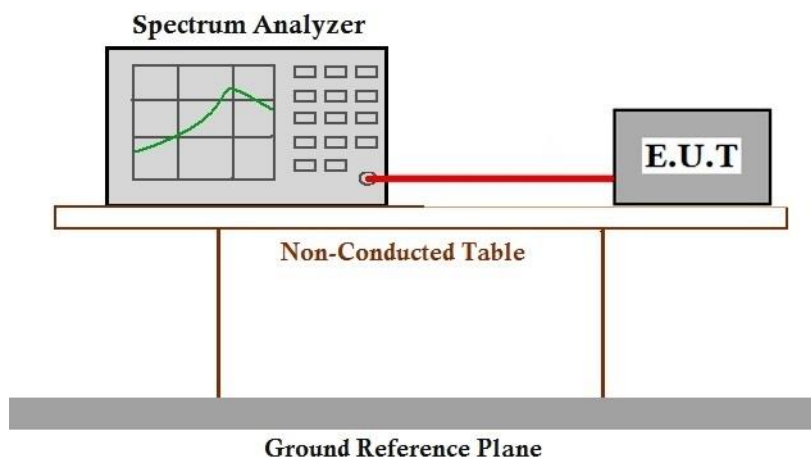 Spectrum Analyzer
E.U.T
Non-Conducted Table
Ground Reference Plane